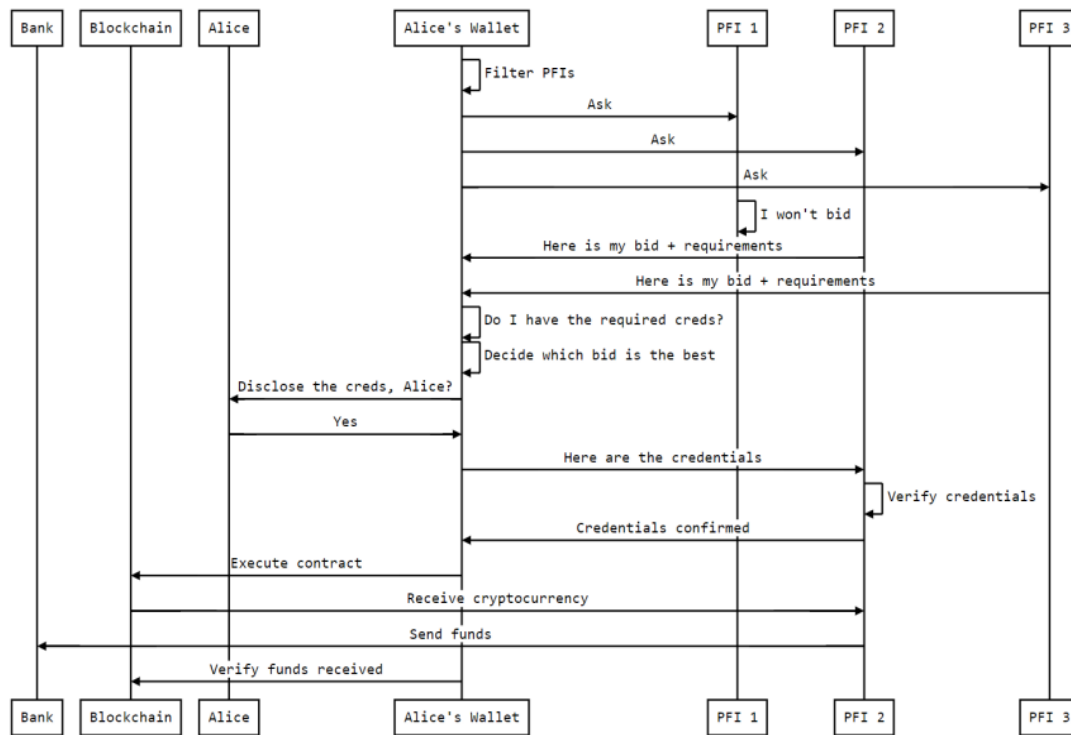 Bank Blockchain Alice Alice's Wallet PFI 1 PFI 2 PFI 3
Filter PFIs
Ask
Ask
Ask
I won't bid
Here is my bid + requirements
Here is my bid + requirements
Do I have the required creds?
Decide which bid is the best
Disclose the creds, Alice?
Yes
Here are the credentials
Verify credentials
Credentials confirmed
Execute contract
Receive cryptocurrency
Send funds
Verify funds received
Bank Blockchain Alice Alice's Wallet PFI 1 PFI 2 PFI 3